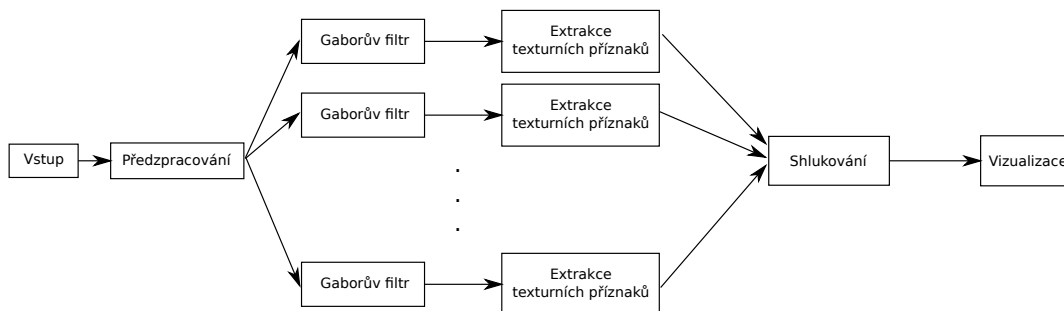 Gaborův filtr
Extrakce
texturních příznaků
Gaborův filtr
Extrakce
texturních příznaků
Vstup
Předzpracování
Shlukování
Vizualizace
.
.
.
Gaborův filtr
Extrakce
texturních příznaků